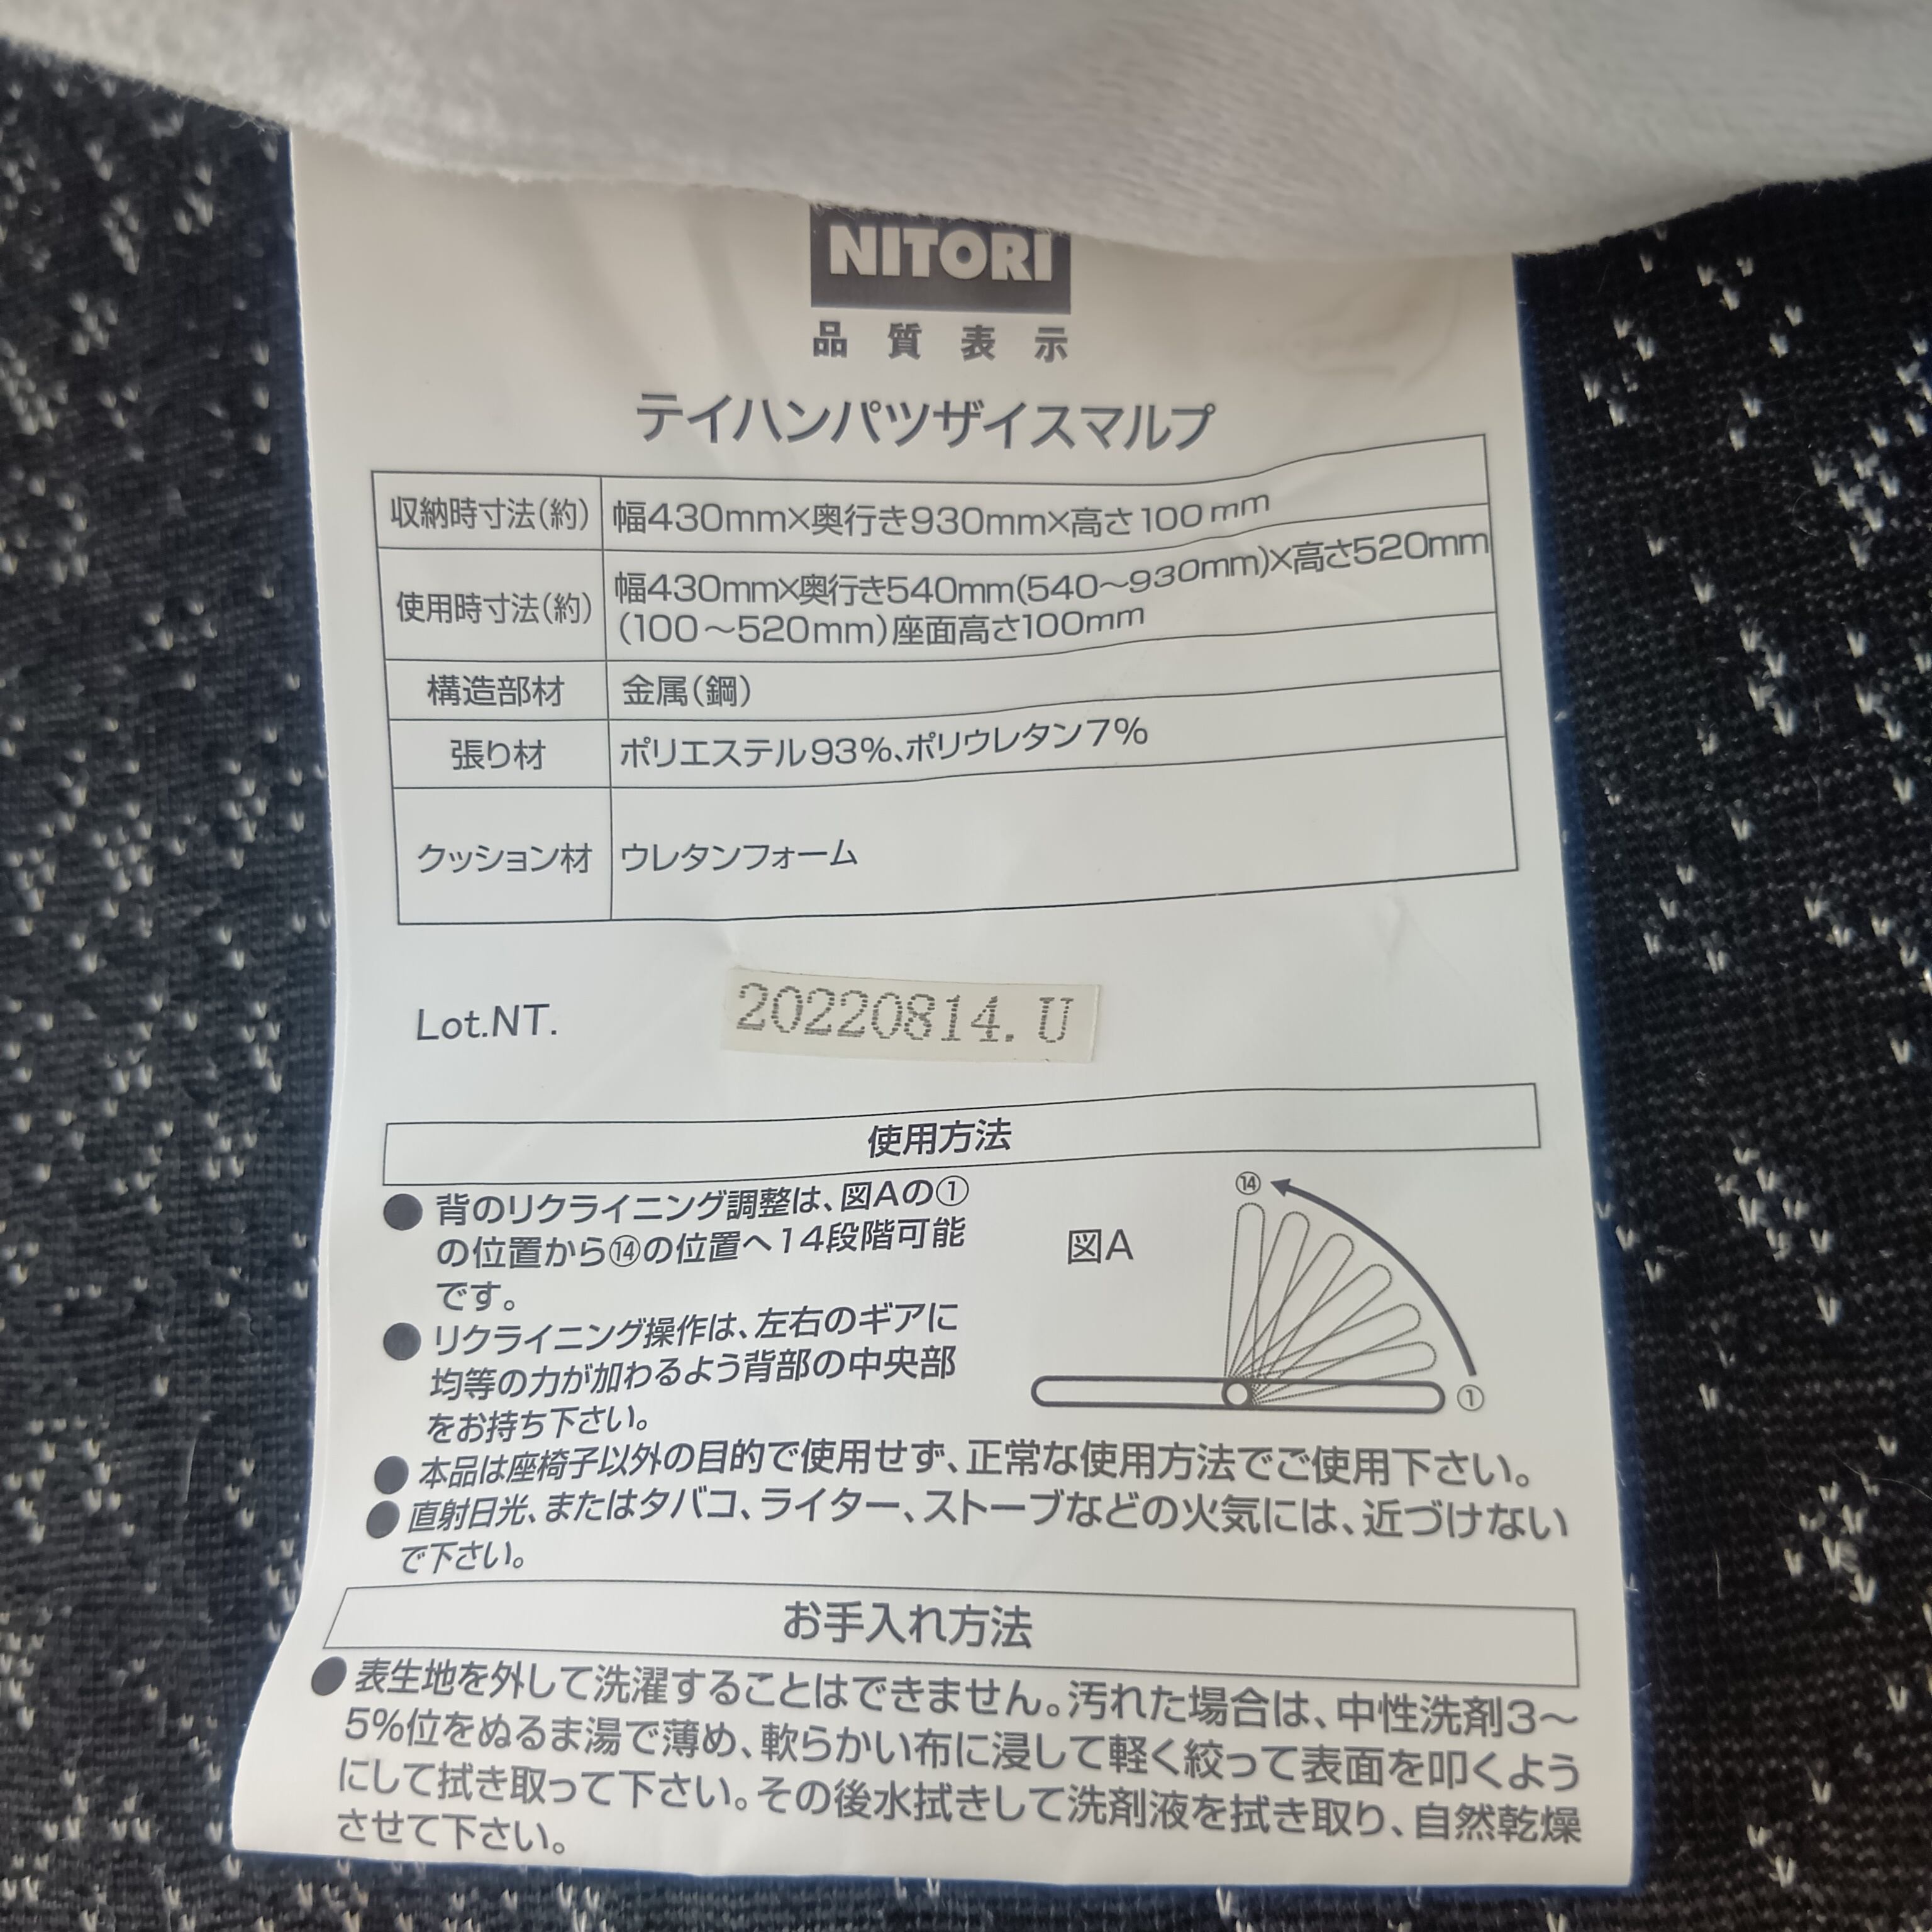 NITORI
品質表示
テイハンパツザイスマルプ
収納時寸法(約) 幅430mm×奥行き930mm×高さ100mm
使用時寸法(約) 幅430mm×奥行き540mm(540〜930mm)×高さ520mm
(100〜520mm)座面高さ100mm
構造部材 金属(鋼)
張り材 ポリエステル93%、ポリウレタン7%
クッション材 ウレタンフォーム
Lot.NT. 20220814.U
使用方法
●背のリクライニング調整は、図Aの①
の位置から⑭の位置へ14段階可能
です。
●リクライニング操作は、左右のギアに
均等の力が加わるよう背部の中央部
をお持ち下さい。
図A
⑭
①
●本品は座椅子以外の目的で使用せず、正常な使用方法でご使用下さい。
●直射日光、またはタバコ、ライター、ストーブなどの火気には、近づけない
で下さい。
お手入れ方法
●表生地を外して洗濯することはできません。汚れた場合は、中性洗剤3〜
5%位をぬるま湯で薄め、軟らかい布に浸して軽く絞って表面を叩くよう
にして拭き取って下さい。その後水拭きして洗剤液を拭き取り、自然乾燥
させて下さい。